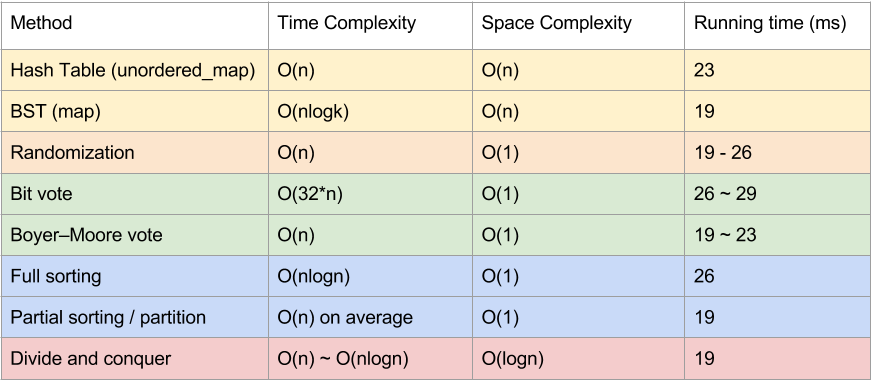 Method Time Complexity Space Complexity Running time (ms)
Hash Table (unordered_map) O(n) O(n) 23
BST (map) O(nlogk) O(n) 19
Randomization O(n) O(1) 19 - 26
Bit vote O(32*n) O(1) 26 ~ 29
Boyer–Moore vote O(n) O(1) 19 ~ 23
Full sorting O(nlogn) O(1) 26
Partial sorting / partition O(n) on average O(1) 19
Divide and conquer O(n) ~ O(nlogn) O(logn) 19